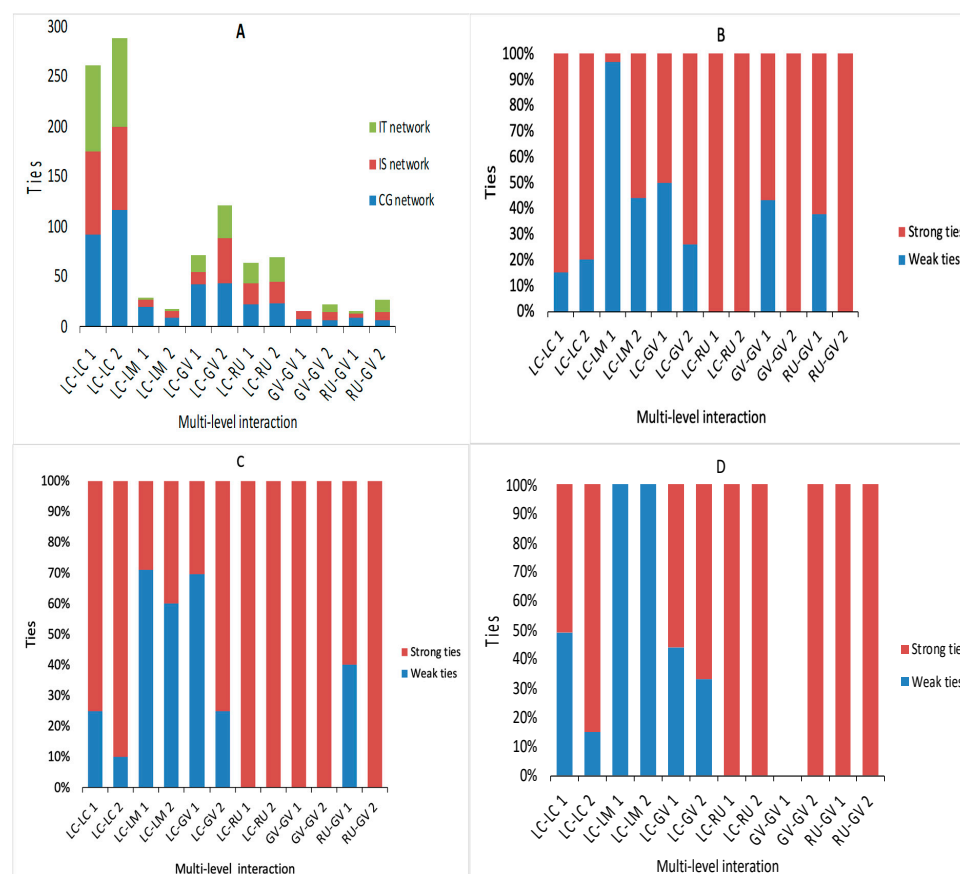 A
300
250
200
150
100
50
0
Ties
IT network
IS network
CG network
LC-LC 1
LC-LC 2
LC-LM 1
LC-LM 2
LC-GV 1
LC-GV 2
LC-RU 1
LC-RU 2
GV-GV 1
GV-GV 2
RU-GV 1
RU-GV 2
Multi-level interaction
B
100%
90%
80%
70%
60%
50%
40%
30%
20%
10%
0%
Ties
Strong ties
Weak ties
LC-LC 1
LC-LC 2
LC-LM 1
LC-LM 2
LC-GV 1
LC-GV 2
LC-RU 1
LC-RU 2
GV-GV 1
GV-GV 2
RU-GV 1
RU-GV 2
Multi-level interaction
C
100%
90%
80%
70%
60%
50%
40%
30%
20%
10%
0%
Ties
Strong ties
Weak ties
LC-LC 1
LC-LC 2
LC-LM 1
LC-LM 2
LC-GV 1
LC-GV 2
LC-RU 1
LC-RU 2
GV-GV 1
GV-GV 2
RU-GV 1
RU-GV 2
Multi-level interaction
D
100%
90%
80%
70%
60%
50%
40%
30%
20%
10%
0%
Ties
Strong ties
Weak ties
LC-LC 1
LC-LC 2
LC-LM 1
LC-LM 2
LC-GV 1
LC-GV 2
LC-RU 1
LC-RU 2
GV-GV 1
GV-GV 2
RU-GV 1
RU-GV 2
Multi-level interation